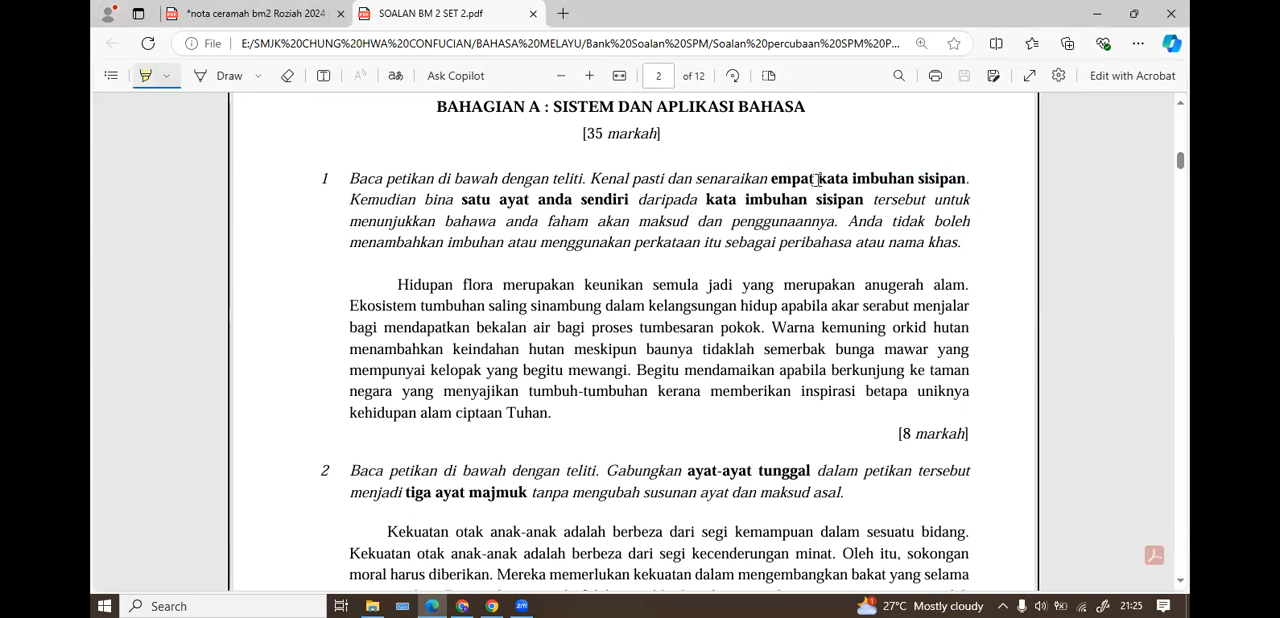 *nota ceramah bm2 Roziah 2024
SOALAN BM 2 SET 2.pdf
File
E:/SMJK%20CHUNG%20HWA%20CONFUCIAN/BAHASA%20MELAYU/Bank%20Soalan%20SPM/Soalan%20percubaan%20SPM%20P...
Draw
Ask Copilot
2
of 12
Edit with Acrobat
BAHAGIAN A : SISTEM DAN APLIKASI BAHASA
[35 markah]
1 Baca petikan di bawah dengan teliti. Kenal pasti dan senaraikan empat kata imbuhan sisipan.
Kemudian bina satu ayat anda sendiri daripada kata imbuhan sisipan tersebut untuk
menunjukkan bahawa anda faham akan maksud dan penggunaannya. Anda tidak boleh
menambahkan imbuhan atau menggunakan perkataan itu sebagai peribahasa atau nama khas.
Hidupan flora merupakan keunikan semula jadi yang merupakan anugerah alam.
Ekosistem tumbuhan saling sinambung dalam kelangsungan hidup apabila akar serabut menjalar
bagi mendapatkan bekalan air bagi proses tumbesaran pokok. Warna kemuning orkid hutan
menambahkan keindahan hutan meskipun baunya tidaklah semerbak bunga mawar yang
mempunyai kelopak yang begitu mewangi. Begitu mendamaikan apabila berkunjung ke taman
negara yang menyajikan tumbuh-tumbuhan kerana memberikan inspirasi betapa uniknya
kehidupan alam ciptaan Tuhan.
[8 markah]
2 Baca petikan di bawah dengan teliti. Gabungkan ayat-ayat tunggal dalam petikan tersebut
menjadi tiga ayat majmuk tanpa mengubah susunan ayat dan maksud asal.
Kekuatan otak anak-anak adalah berbeza dari segi kemampuan dalam sesuatu bidang.
Kekuatan otak anak-anak adalah berbeza dari segi kecenderungan minat. Oleh itu, sokongan
moral harus diberikan. Mereka memerlukan kekuatan dalam mengembangkan bakat yang selama
Search
27°C Mostly cloudy
21:25